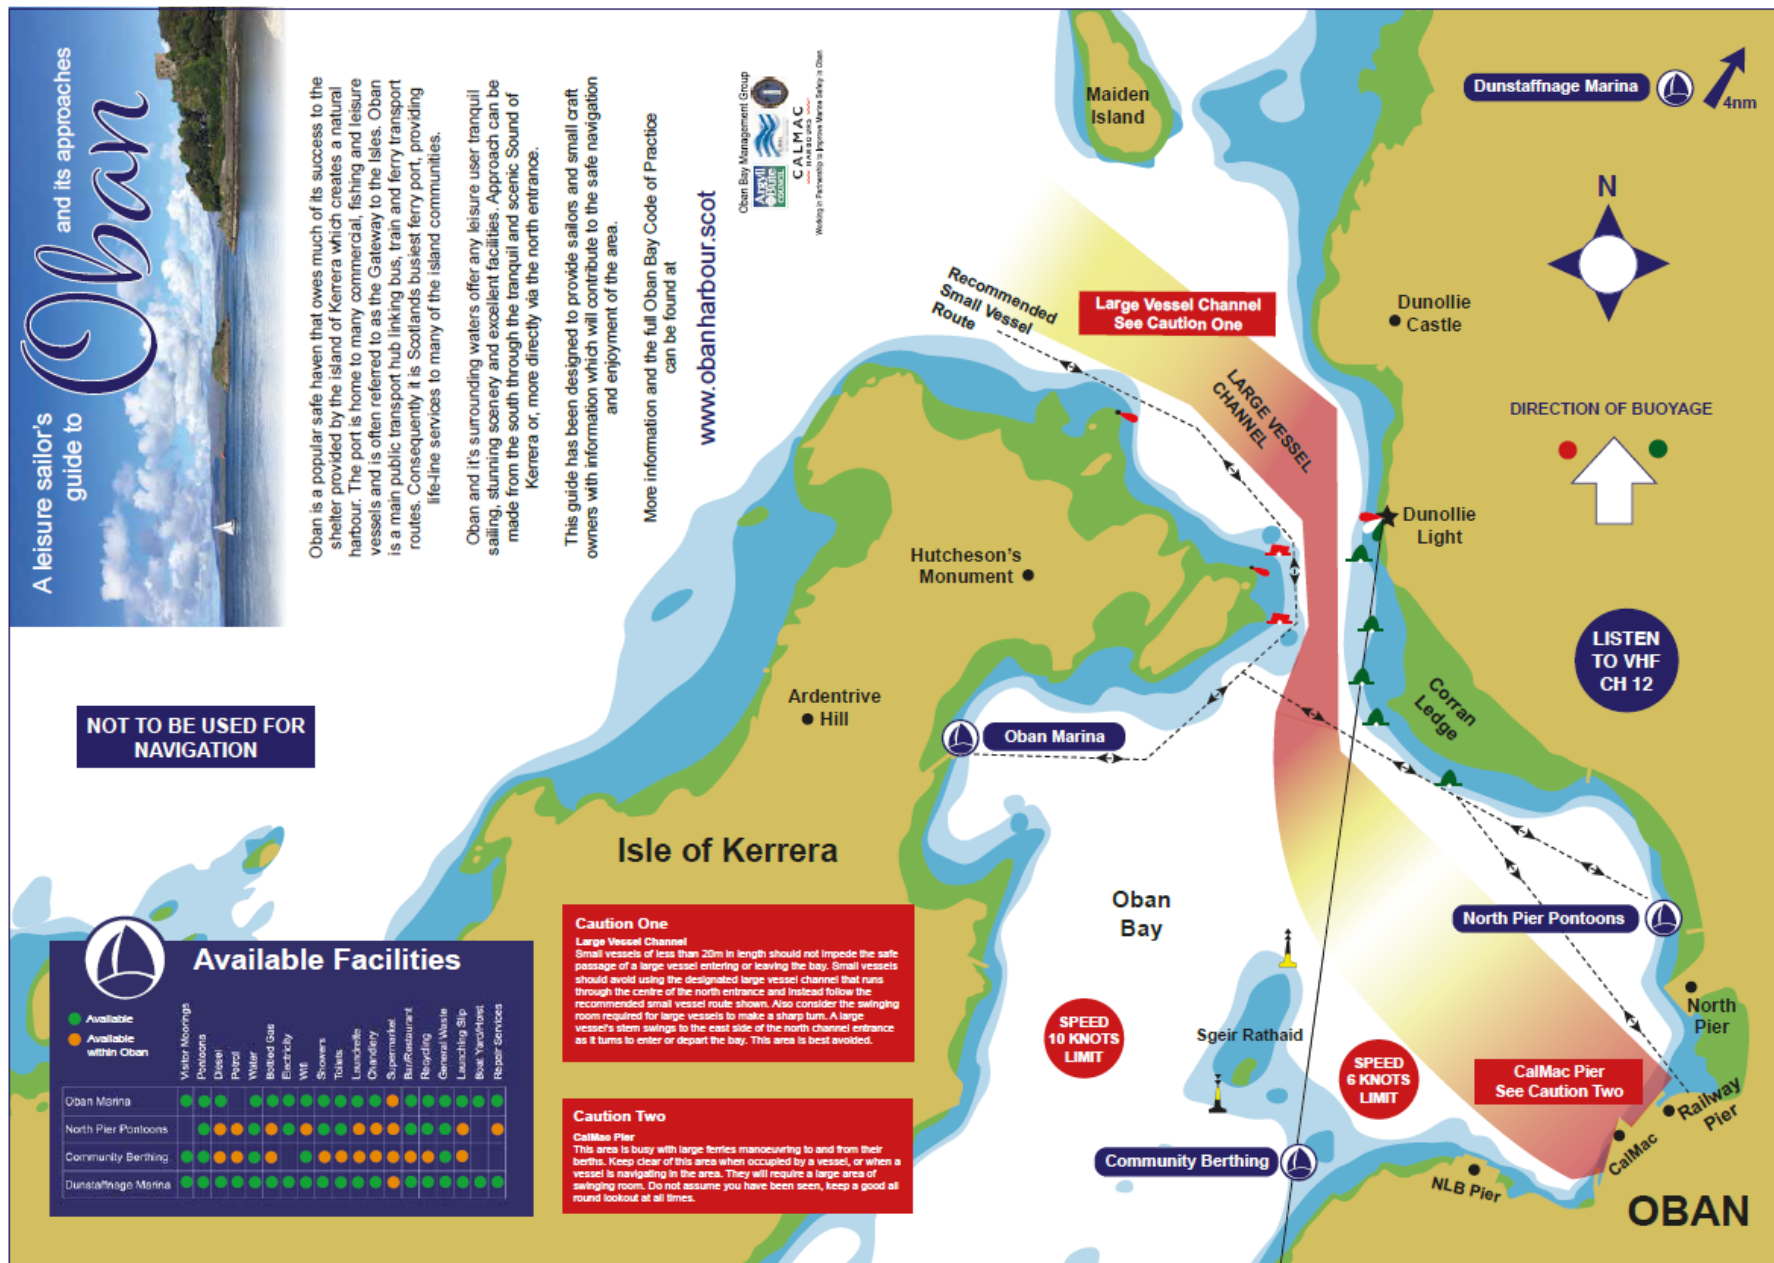 A leisure sailor's
guide to
Oban
and its approaches
Oban is a popular safe haven that owes much of its success to the
shelter provided by the island of Kerrera which creates a natural
harbour. The port is home to many commercial, fishing and leisure
vessels and is often referred to as the Gateway to the Isles. Oban
is a main public transport hub linking bus, train and ferry transport
routes. Consequently it is Scotlands busiest ferry port, providing
life-line services to many of the island communities.
Oban and it's surrounding waters offer any leisure user tranquil
sailing, stunning scenery and excellent facilities. Approach can be
made from the south through the tranquil and scenic Sound of
Kerrera or, more directly via the north entrance.
This guide has been designed to provide sailors and small craft
owners with information which will contribute to the safe navigation
and enjoyment of the area.
More information and the full Oban Bay Code of Practice
can be found at
www.obanharbour.scot
Oban Bay Management Group
Argyll
&Bute
COUNCIL
CALMAC
HARBOURS
Working in Partnership to Improve Marine Safety in Oban
Maiden
Island
Dunstaffnage Marina
4nm
N
Recommended
Small Vessel
Route
Large Vessel Channel
See Caution One
LARGE VESSEL
CHANNEL
Dunollie
Castle
DIRECTION OF BUOYAGE
Dunollie
Light
Hutcheson's
Monument
LISTEN
TO VHF
CH 12
Corran
Ledge
Ardentrive
Hill
Oban Marina
NOT TO BE USED FOR
NAVIGATION
Isle of Kerrera
Oban
Bay
North Pier Pontoons
North
Pier
Sgeir Rathaid
SPEED
10 KNOTS
LIMIT
SPEED
6 KNOTS
LIMIT
CalMac Pier
See Caution Two
Railway
Pier
CalMac
NLB Pier
Community Berthing
OBAN
Caution One
Large Vessel Channel
Small vessels of less than 20m in length should not impede the safe
passage of a large vessel entering or leaving the bay. Small vessels
should avoid using the designated large vessel channel that runs
through the centre of the north entrance and instead follow the
recommended small vessel route shown. Also consider the swinging
room required for large vessels to make a sharp turn. A large
vessel's stern swings to the east side of the north channel entrance
as it turns to enter or depart the bay. This area is best avoided.
Caution Two
CalMac Pier
This area is busy with large ferries manoeuvring to and from their
berths. Keep clear of this area when occupied by a vessel, or when a
vessel is navigating in the area. They will require a large area of
swinging room. Do not assume you have been seen, keep a good all
round lookout at all times.
Available Facilities
Available
Available
within Oban
Visitor Moorings
Pontoons
Diesel
Petrol
Water
Bottled Gas
Electricity
Wifi
Showers
Toilets
Laundrette
Chandlery
Supermarket
Bar/Restaurant
Recycling
General Waste
Launching Slip
Boat Yard/Hoist
Repair Services
Oban Marina
North Pier Pontoons
Community Berthing
Dunstaffnage Marina